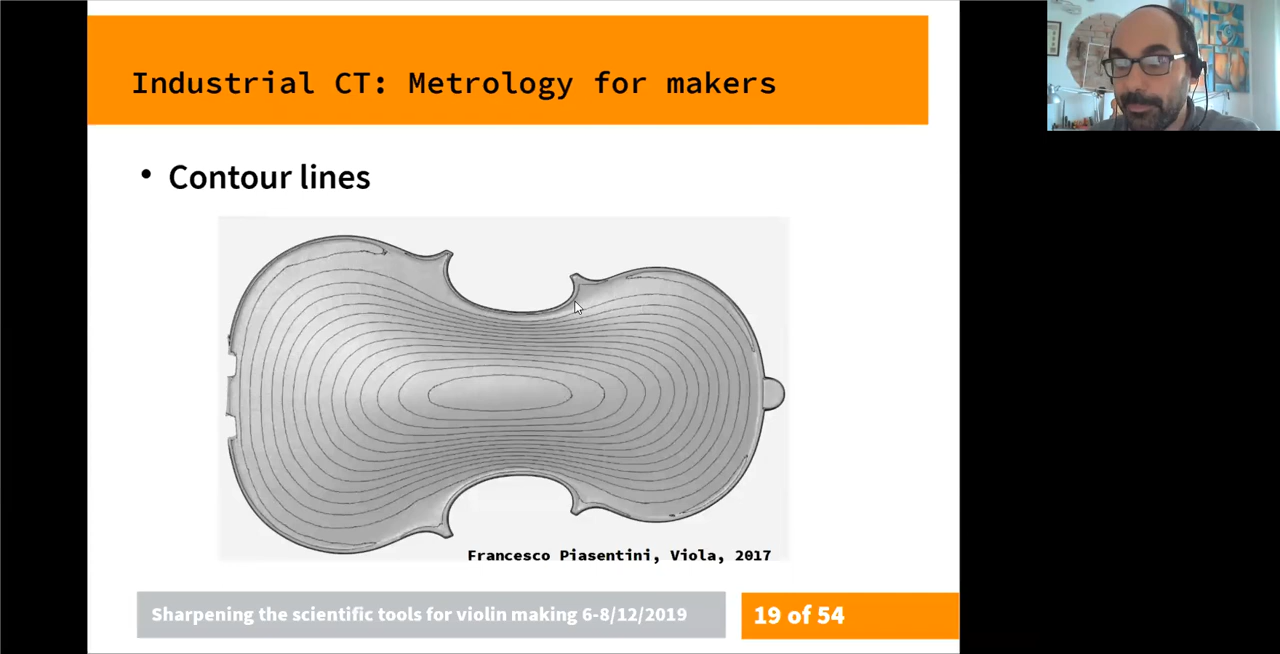 Industrial CT: Metrology for makers
• Contour lines
Francesco Piasentini, Viola, 2017
Sharpening the scientific tools for violin making 6-8/12/2019
19 of 54